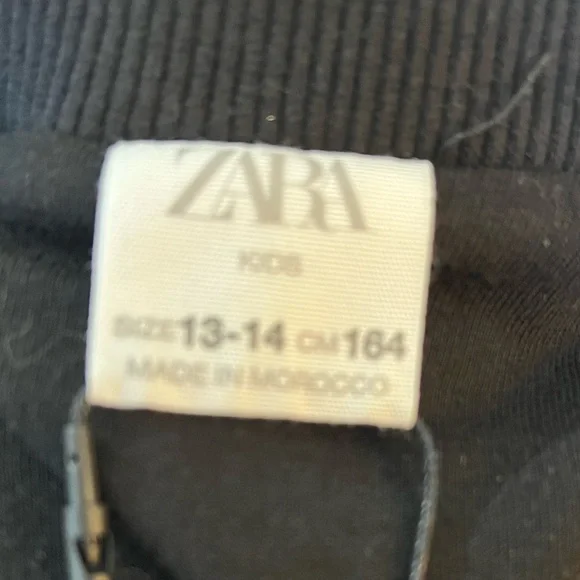 ZARA
KIDS
SIZE 13-14 CM 164
MADE IN MOROCCO